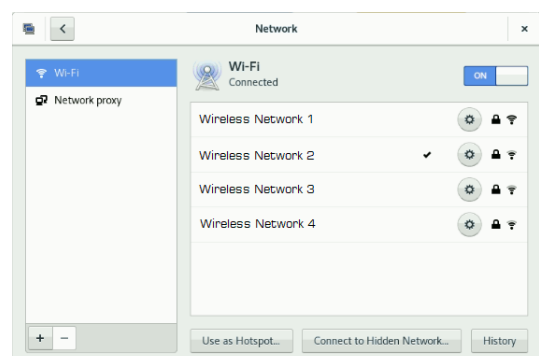 Network
Wi-Fi
Network proxy
Wi-Fi
Connected
ON
Wireless Network 1
Wireless Network 2
Wireless Network 3
Wireless Network 4
Use as Hotspot... Connect to Hidden Network... History